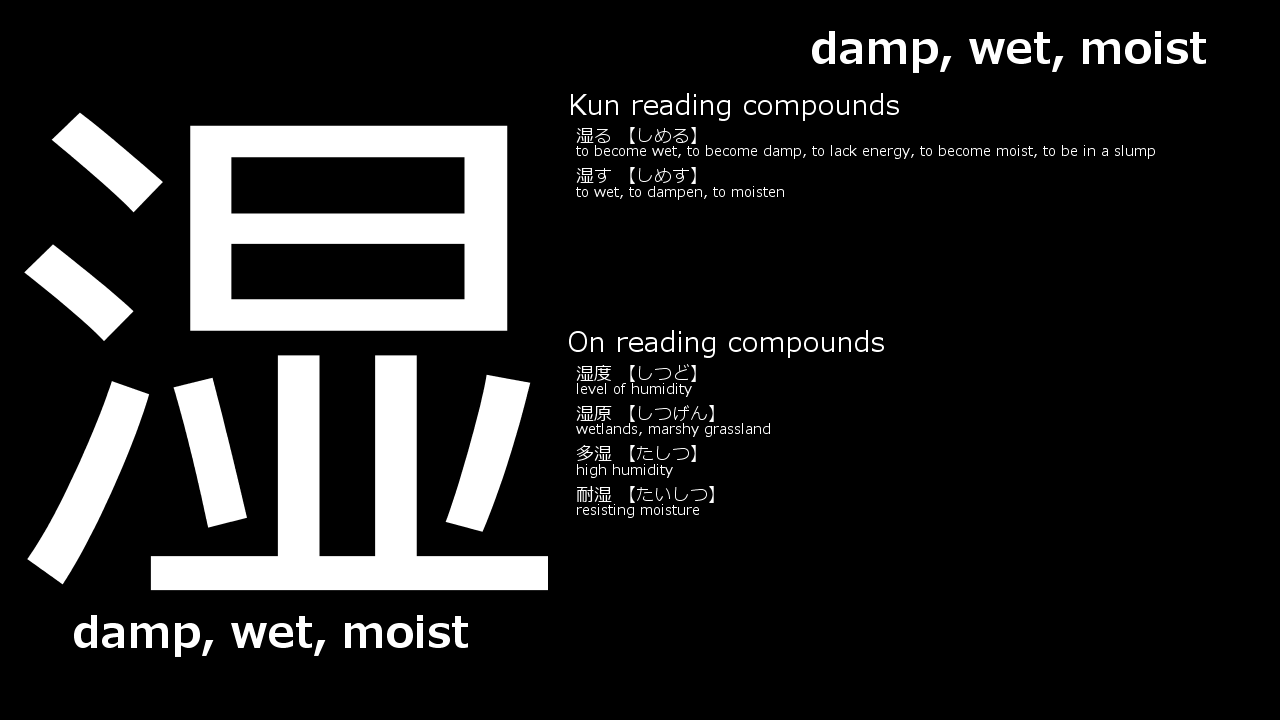 damp, wet, moist
湿
Kun reading compounds
湿る 【しめる】
to become wet, to become damp, to lack energy, to become moist, to be in a slump
湿す 【しめす】
to wet, to dampen, to moisten
On reading compounds
湿度 【しつど】
level of humidity
湿原 【しつげん】
wetlands, marshy grassland
多湿 【たしつ】
high humidity
耐湿 【たいしつ】
resisting moisture
damp, wet, moist